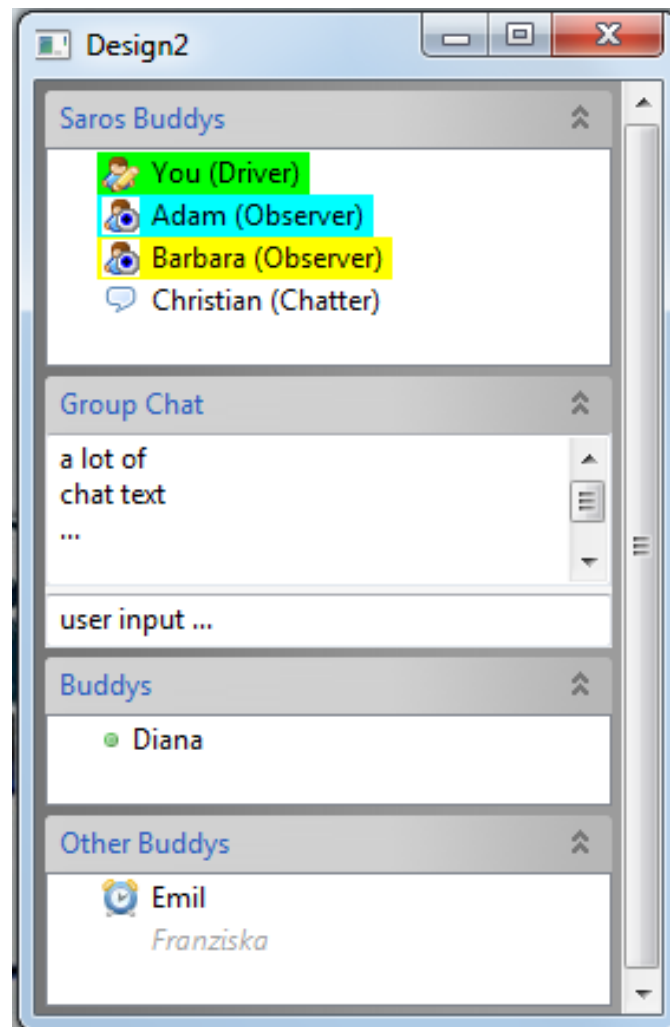 Design2
Saros Buddys
You (Driver)
Adam (Observer)
Barbara (Observer)
Christian (Chatter)
Group Chat
a lot of
chat text
...
user input ...
Buddys
Diana
Other Buddys
Emil
Franziska